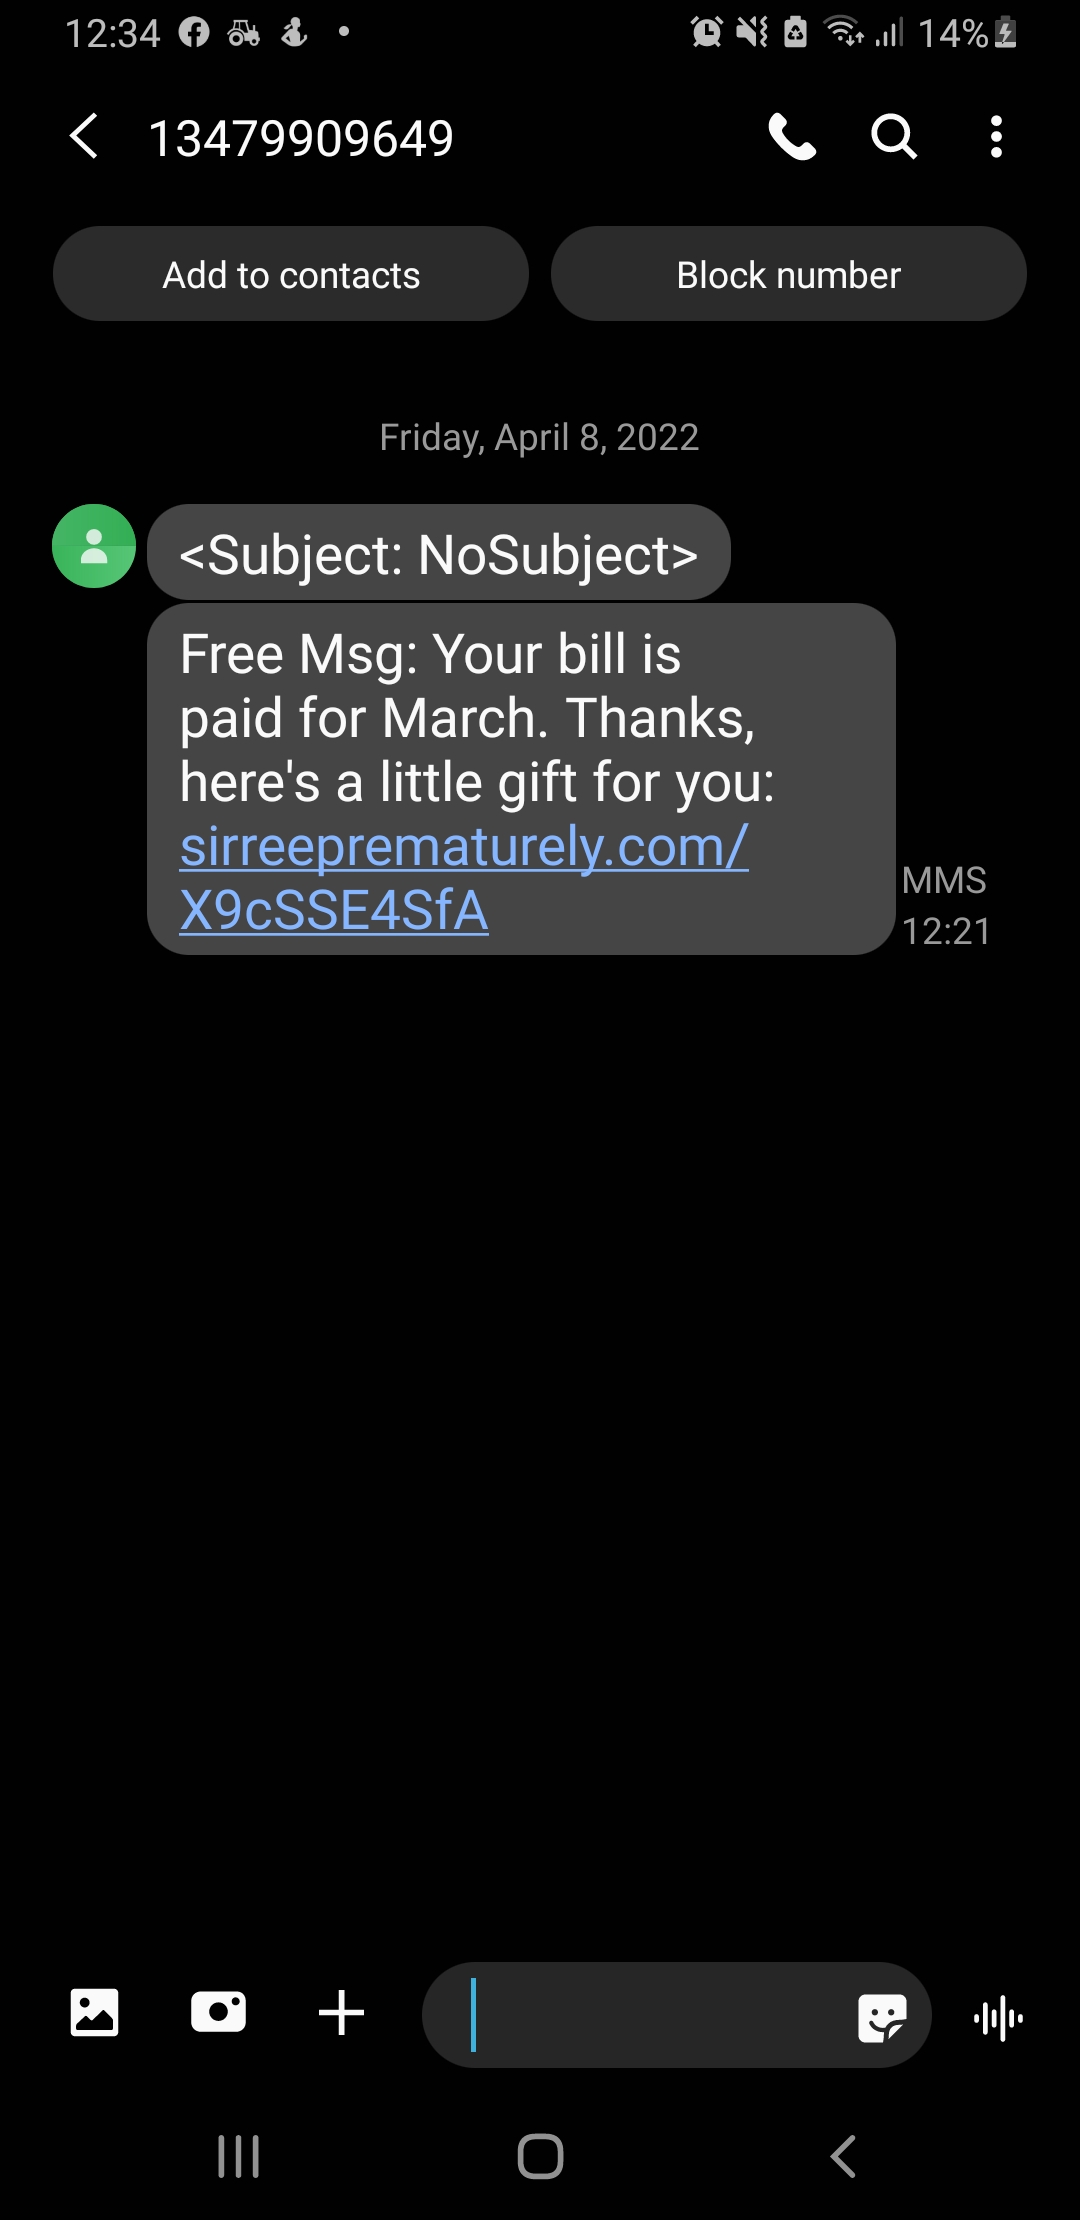 12:34
14%
13479909649
Add to contacts
Block number
Friday, April 8, 2022
<Subject: NoSubject>
Free Msg: Your bill is
paid for March. Thanks,
here's a little gift for you:
sirreeprematurely.com/
X9cSSE4SfA
MMS
12:21